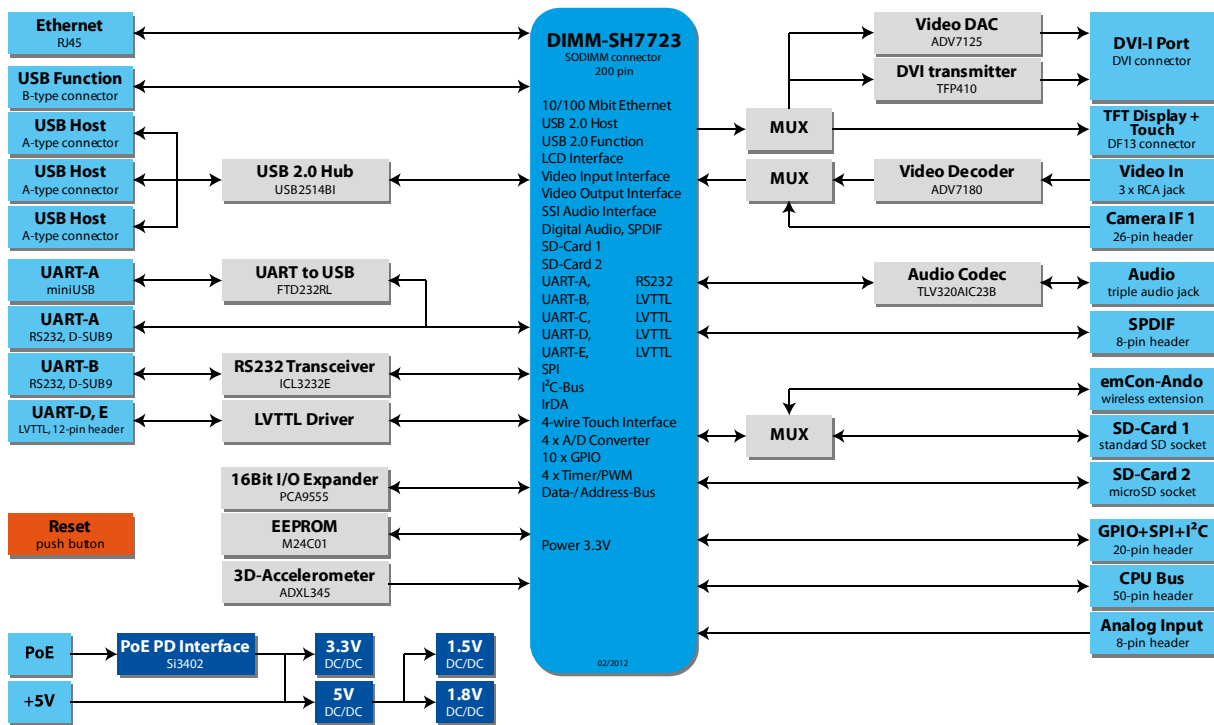 Ethernet
RJ45
USB Function
B-type connector
USB Host
A-type connector
USB Host
A-type connector
USB Host
A-type connector
USB 2.0 Hub
USB2514BI
UART-A
miniUSB
UART to USB
FTD232RL
UART-A
RS232, D-SUB9
UART-B
RS232, D-SUB9
RS232 Transceiver
ICL3232E
UART-D, E
LVTTL, 12-pin header
LVTTL Driver
16Bit I/O Expander
PCA9555
Reset
push button
EEPROM
M24C01
3D-Accelerometer
ADXL345
PoE
PoE PD Interface
Si3402
3.3V
DC/DC
1.5V
DC/DC
+5V
5V
DC/DC
1.8V
DC/DC
DIMM-SH7723
SODIMM connector
200 pin
10/100 Mbit Ethernet
USB 2.0 Host
USB 2.0 Function
LCD Interface
Video Input Interface
Video Output Interface
SSI Audio Interface
Digital Audio, SPDIF
SD-Card 1
SD-Card 2
UART-A, RS232
UART-B, LVTTL
UART-C, LVTTL
UART-D, LVTTL
UART-E, LVTTL
SPI
I²C-Bus
IrDA
4-wire Touch Interface
4 x A/D Converter
10 x GPIO
4 x Timer/PWM
Data-/Address-Bus
Power 3.3V
02/2012
Video DAC
ADV7125
DVI transmitter
TFP410
DVI-I Port
DVI connector
MUX
TFT Display +
Touch
DF13 connector
MUX
Video Decoder
ADV7180
Video In
3 x RCA jack
Camera IF 1
26-pin header
Audio Codec
TLV320AIC23B
Audio
triple audio jack
SPDIF
8-pin header
emCon-Ando
wireless extension
MUX
SD-Card 1
standard SD socket
SD-Card 2
microSD socket
GPIO+SPI+I²C
20-pin header
CPU Bus
50-pin header
Analog Input
8-pin header